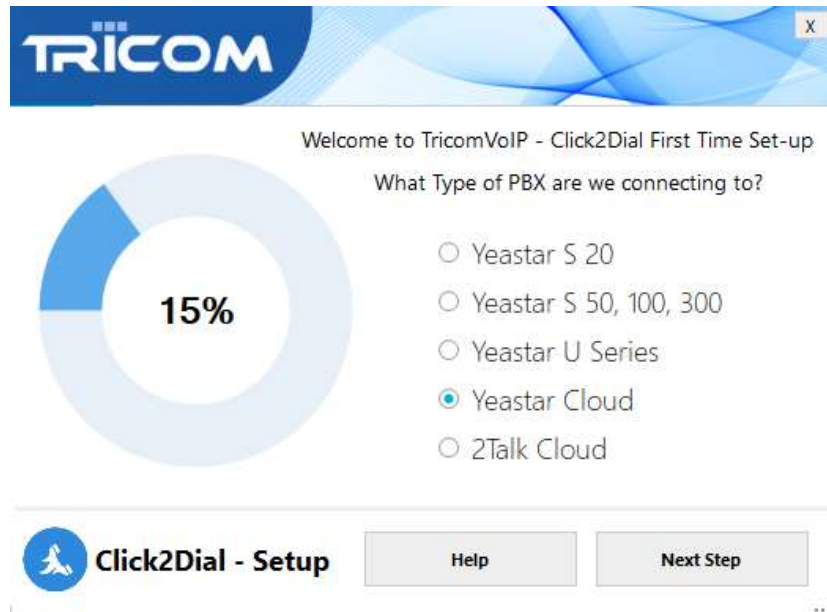 TRICOM
X
Welcome to TricomVoIP - Click2Dial First Time Set-up
What Type of PBX are we connecting to?
15%
Yeastar S 20
Yeastar S 50, 100, 300
Yeastar U Series
Yeastar Cloud
2Talk Cloud
Click2Dial - Setup
Help
Next Step